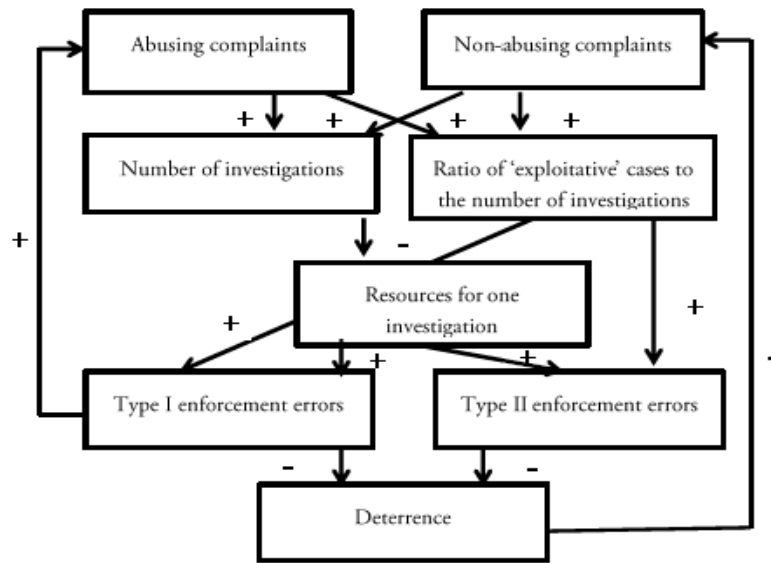 Abusing complaints
Non-abusing complaints
+
+
+
+
Number of investigations
Ratio of 'exploitative' cases to
the number of investigations
+
-
+
Resources for one
investigation
+
-
+
+
Type I enforcement errors
Type II enforcement errors
-
-
Deterrence